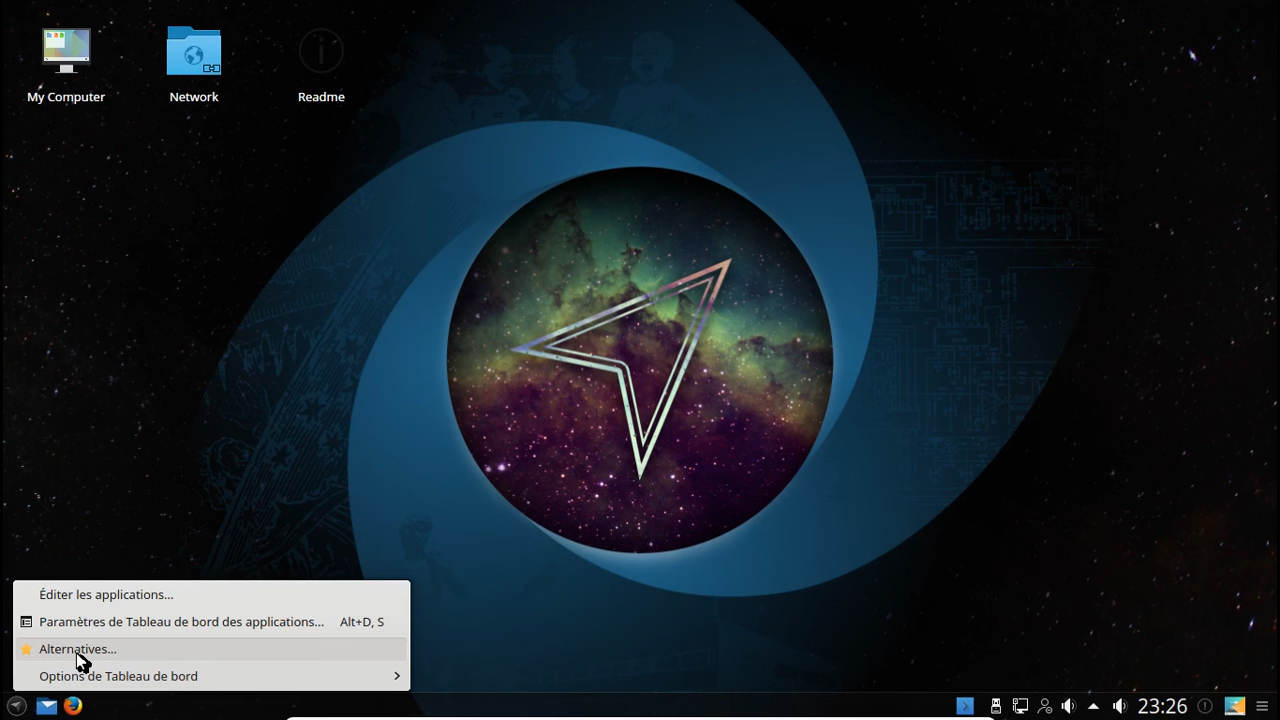 My Computer
Network
Readme
Éditer les applications...
Paramètres de Tableau de bord des applications... Alt+D, S
Alternatives...
Options de Tableau de bord
23:26